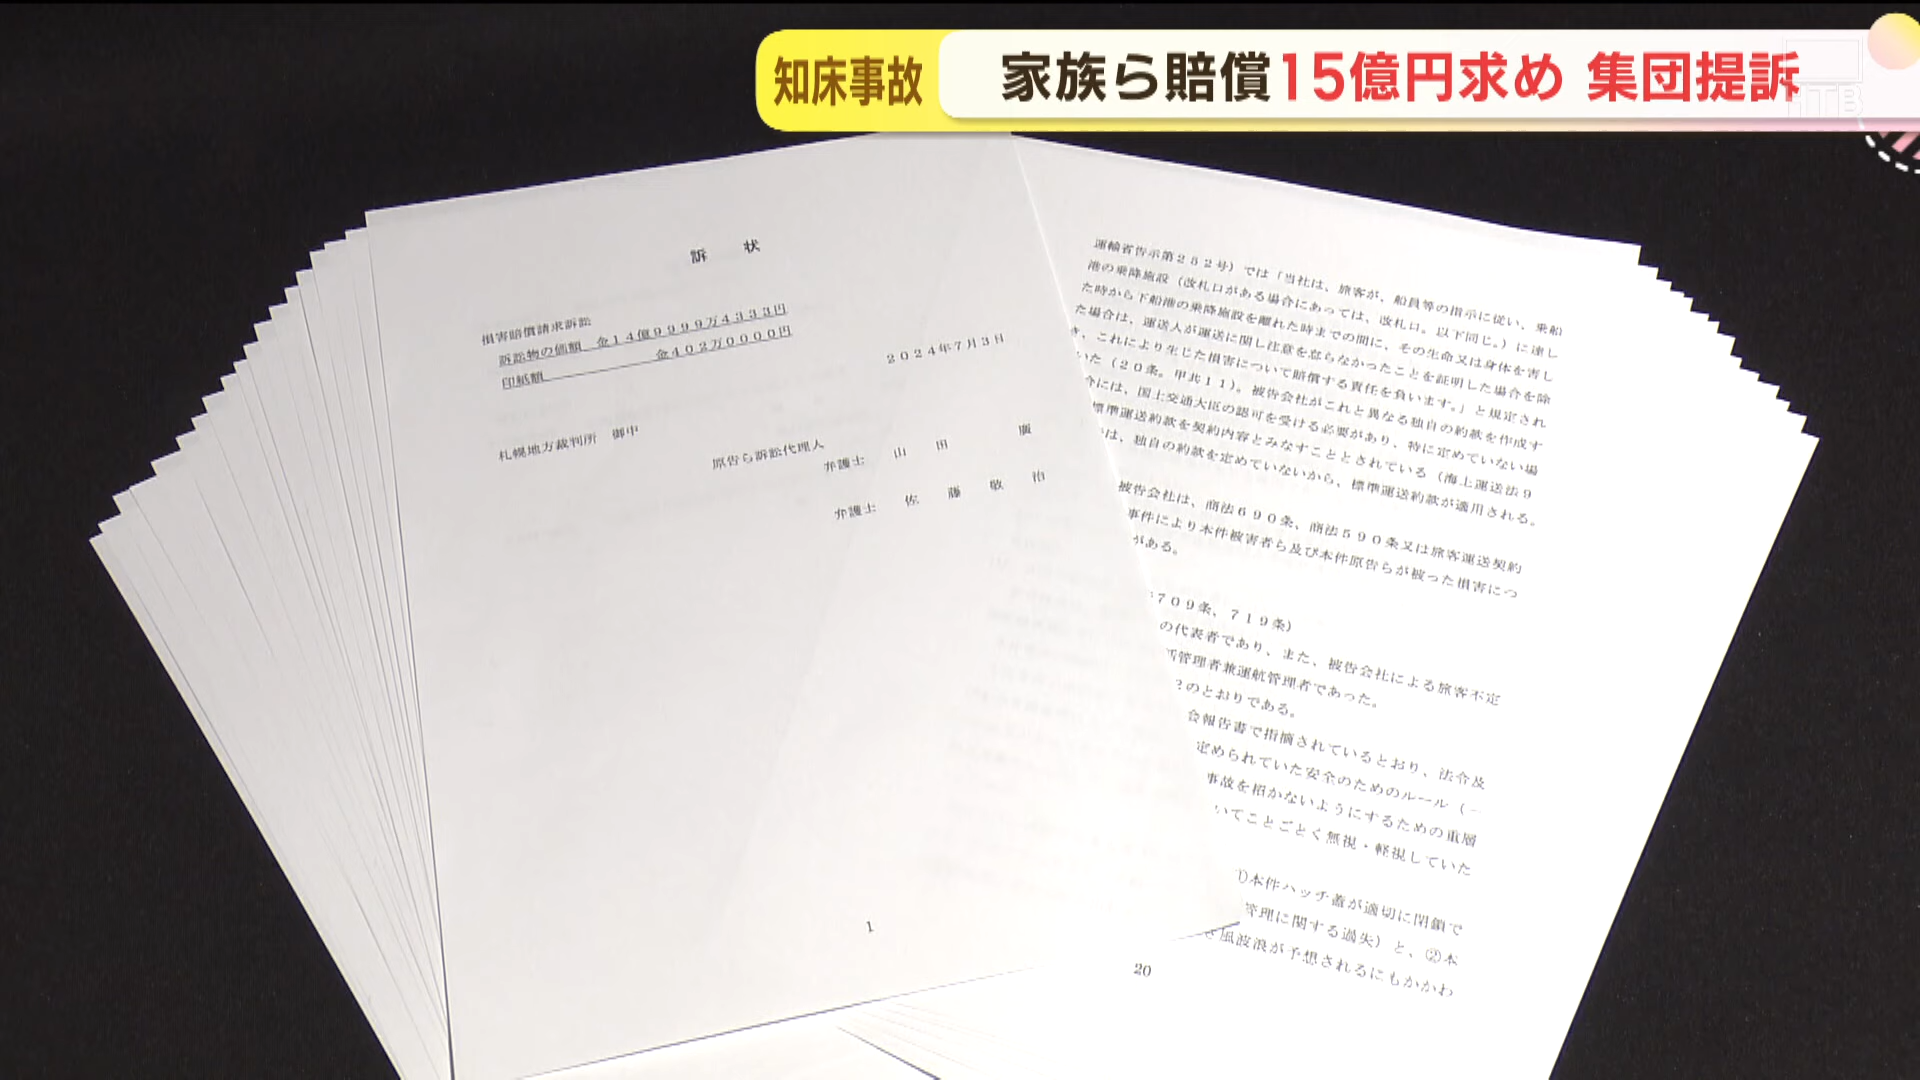 知床事故
家族ら賠償15億円求め 集団提訴
HTB
訴 状
損害賠償請求訴訟
訴訟物の価額 金14億9999万4333円
印紙額 金402万0000円
2024年7月3日
札幌地方裁判所 御中
原告ら訴訟代理人
弁護士 山 田 廣
弁護士 佐 藤 敬 治
1
運輸省告示第252号)では「当社は、旅客が、船員等の指示に従い、乗船
港の乗降施設(改札口がある場合にあっては、改札口。以下同じ。)に達し
た時から下船港の乗降施設を離れた時までの間に、その生命又は身体を害し
た場合は、運送人が運送に関し注意を怠らなかったことを証明した場合を除
き、これにより生じた損害について賠償する責任を負います。」と規定され
いた(20条。甲共11)。被告会社がこれと異なる独自の約款を作成す
合には、国土交通大臣の認可を受ける必要があり、特に定めていない場
標準運送約款を契約内容とみなすこととされている(海上運送法9
は、独自の約款を定めていないから、標準運送約款が適用される。
被告会社は、商法690条、商法590条又は旅客運送契約
事件により本件被害者ら及び本件原告らが被った損害につ
がある。
709条、719条)
の代表者であり、また、被告会社による旅客不定
管理者兼運航管理者であった。
2のとおりである。
会報告書で指摘されているとおり、法令及
定められていた安全のためのルール(一
事故を招かないようにするための重層
いてことごとく無視・軽視していた
①本件ハッチ蓋が適切に閉鎖で
管理に関する過失)と、②本
き風波浪が予想されるにもかかわ
20